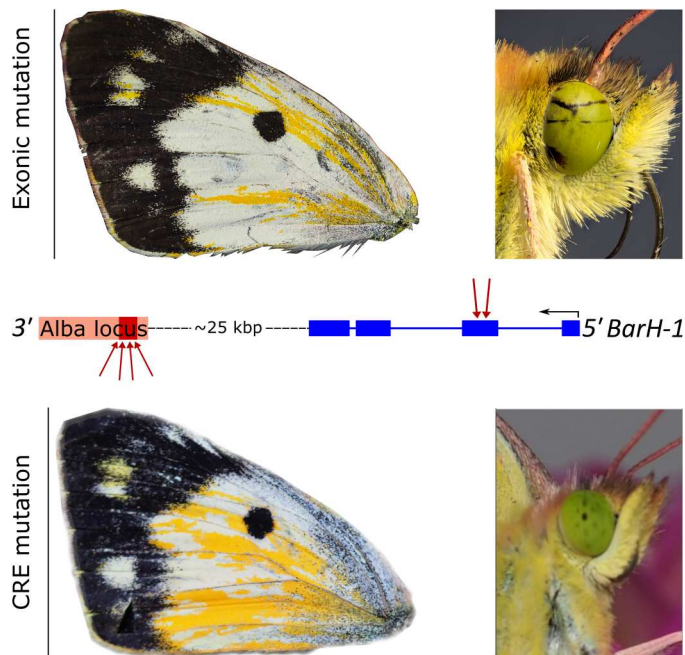 Exonic mutation
3′ Alba locus ~25 kbp 5′ BarH-1
CRE mutation